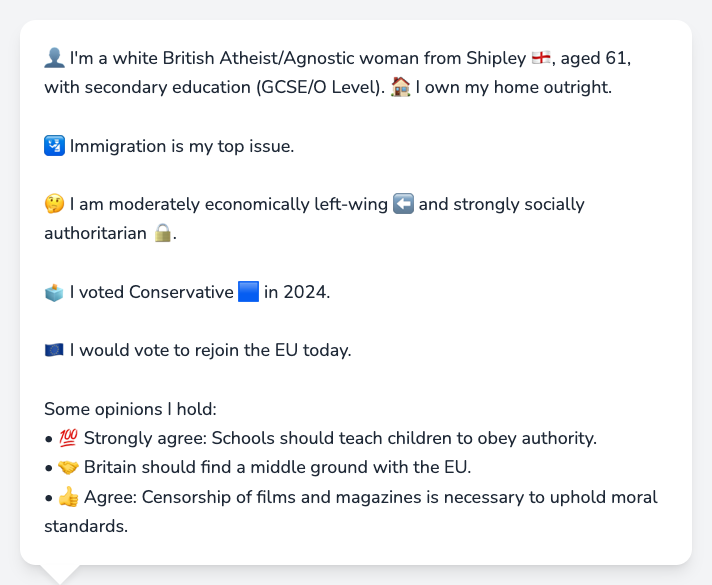 👤 I'm a white British Atheist/Agnostic woman from Shipley 🏴󠁧󠁢󠁥󠁮󠁧󠁿, aged 61,
with secondary education (GCSE/O Level). 🏠 I own my home outright.
🛂 Immigration is my top issue.
🤔 I am moderately economically left-wing ⬅️ and strongly socially
authoritarian 🔒.
🗳️ I voted Conservative 🟦 in 2024.
🇪🇺 I would vote to rejoin the EU today.
Some opinions I hold:
• 💯 Strongly agree: Schools should teach children to obey authority.
• 🤝 Britain should find a middle ground with the EU.
• 👍 Agree: Censorship of films and magazines is necessary to uphold moral
standards.